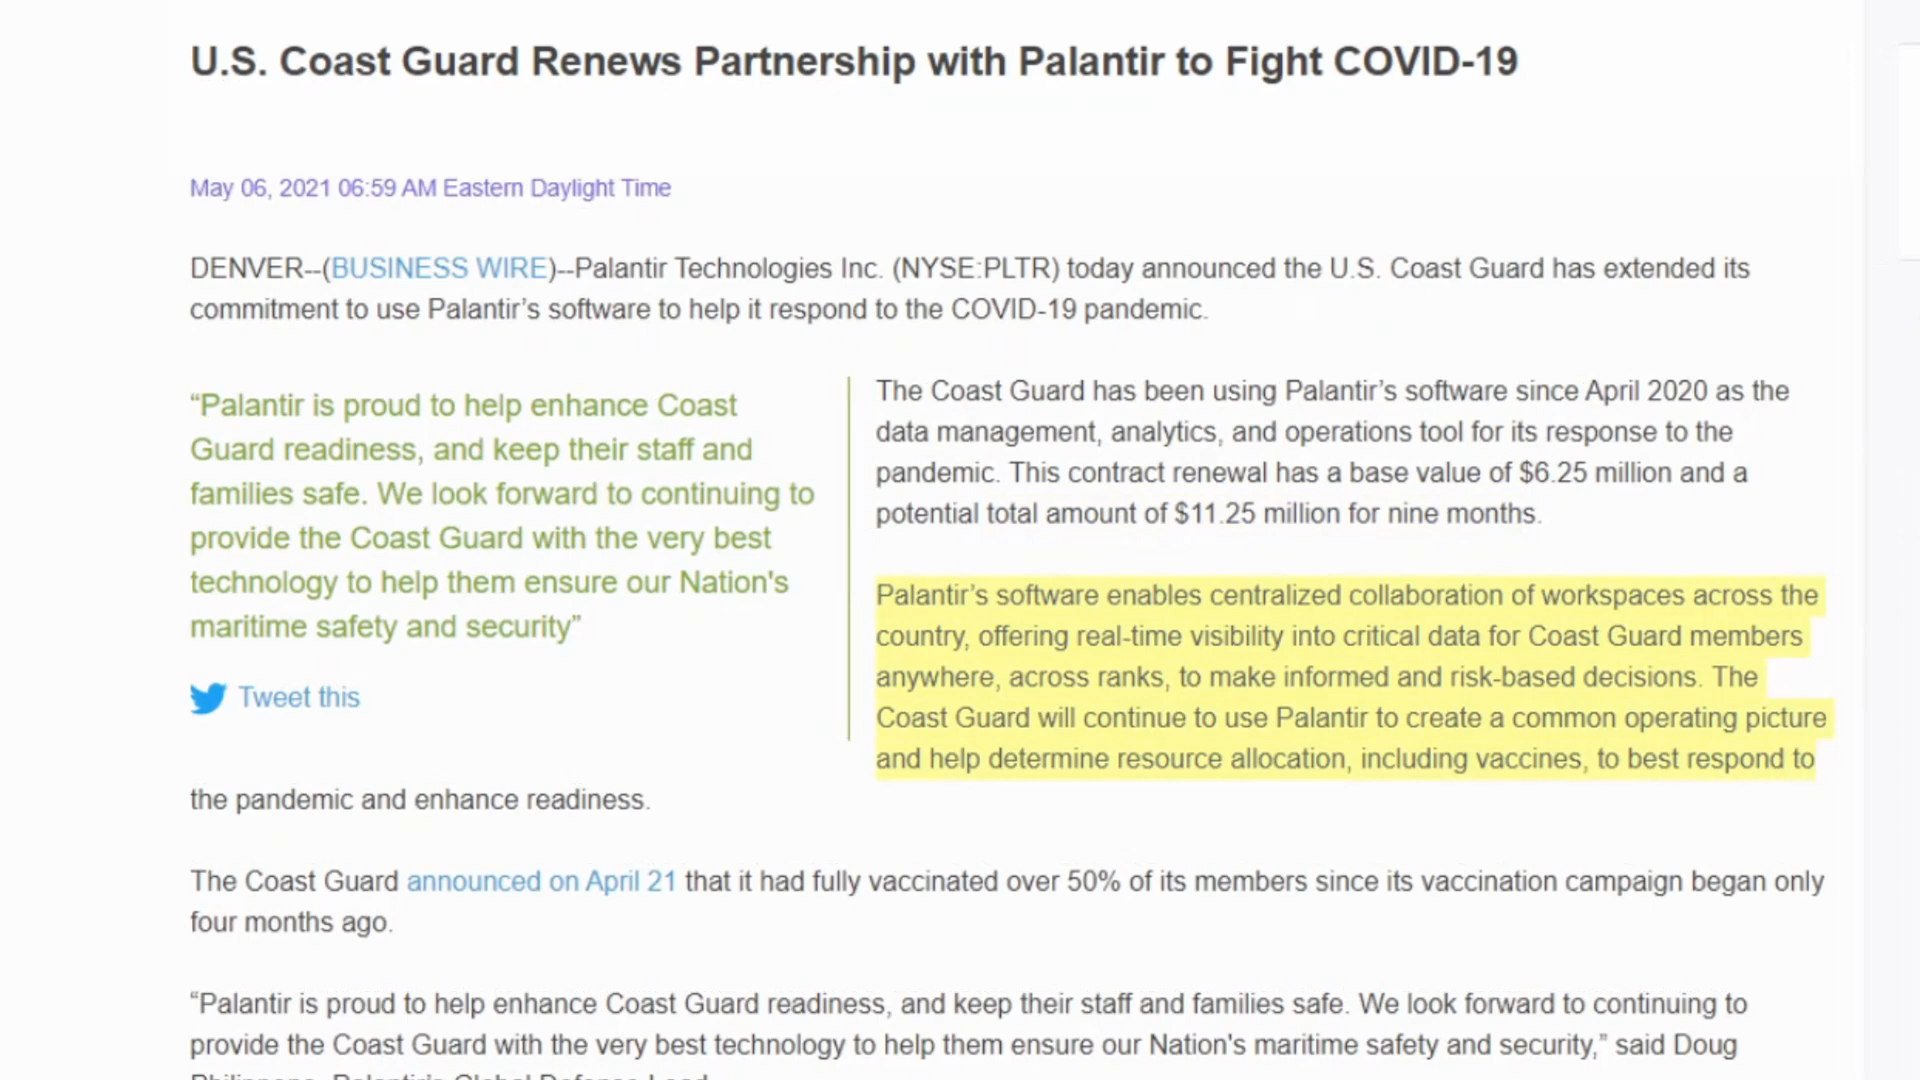 U.S. Coast Guard Renews Partnership with Palantir to Fight COVID-19
May 06, 2021 06:59 AM Eastern Daylight Time
DENVER--(BUSINESS WIRE)--Palantir Technologies Inc. (NYSE:PLTR) today announced the U.S. Coast Guard has extended its
commitment to use Palantir’s software to help it respond to the COVID-19 pandemic.
“Palantir is proud to help enhance Coast
Guard readiness, and keep their staff and
families safe. We look forward to continuing to
provide the Coast Guard with the very best
technology to help them ensure our Nation's
maritime safety and security”
Tweet this
The Coast Guard has been using Palantir’s software since April 2020 as the
data management, analytics, and operations tool for its response to the
pandemic. This contract renewal has a base value of $6.25 million and a
potential total amount of $11.25 million for nine months.
Palantir’s software enables centralized collaboration of workspaces across the
country, offering real-time visibility into critical data for Coast Guard members
anywhere, across ranks, to make informed and risk-based decisions. The
Coast Guard will continue to use Palantir to create a common operating picture
and help determine resource allocation, including vaccines, to best respond to
the pandemic and enhance readiness.
The Coast Guard announced on April 21 that it had fully vaccinated over 50% of its members since its vaccination campaign began only
four months ago.
“Palantir is proud to help enhance Coast Guard readiness, and keep their staff and families safe. We look forward to continuing to
provide the Coast Guard with the very best technology to help them ensure our Nation's maritime safety and security,” said Doug
Palantir’s Global Defense Lead